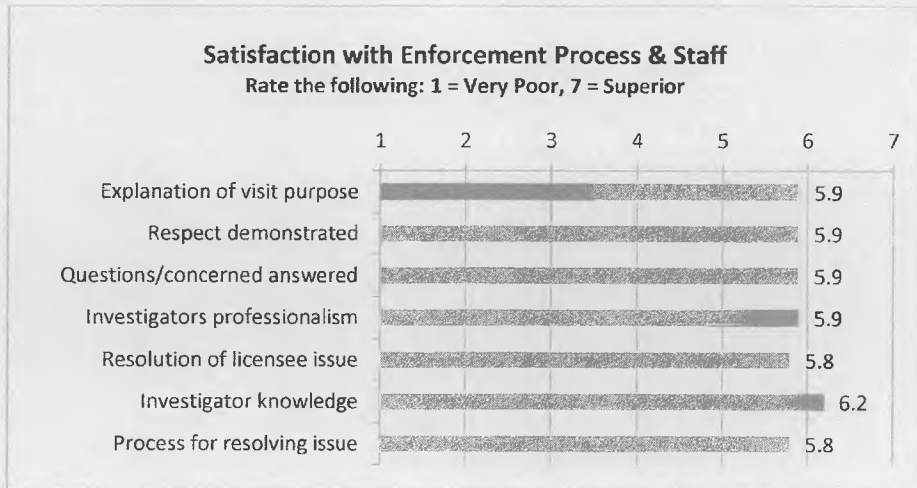 Satisfaction with Enforcement Process & Staff
Rate the following: 1 = Very Poor, 7 = Superior
1 2 3 4 5 6 7
Explanation of visit purpose 5.9
Respect demonstrated 5.9
Questions/concerned answered 5.9
Investigators professionalism 5.9
Resolution of licensee issue 5.8
Investigator knowledge 6.2
Process for resolving issue 5.8